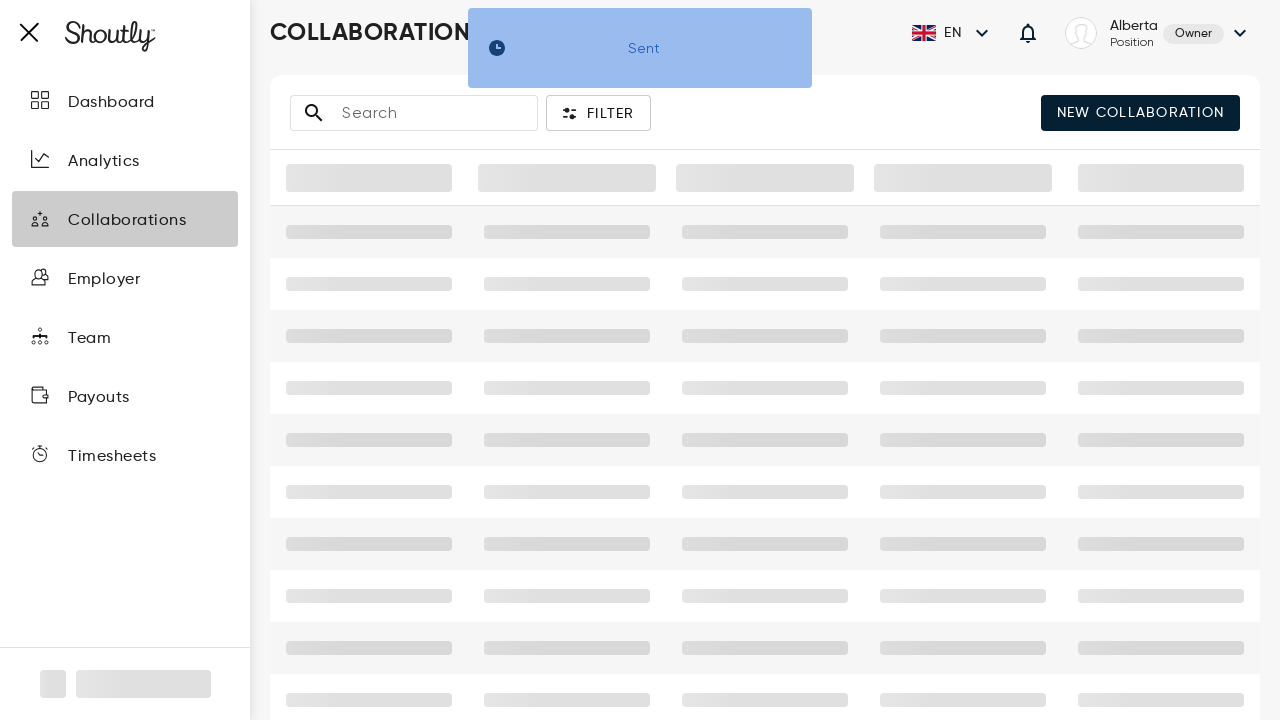 Shoutly
Dashboard
Analytics
Collaborations
Employer
Team
Payouts
Timesheets
COLLABORATION
Sent
EN
Alberta
Position
Owner
Search
FILTER
NEW COLLABORATION